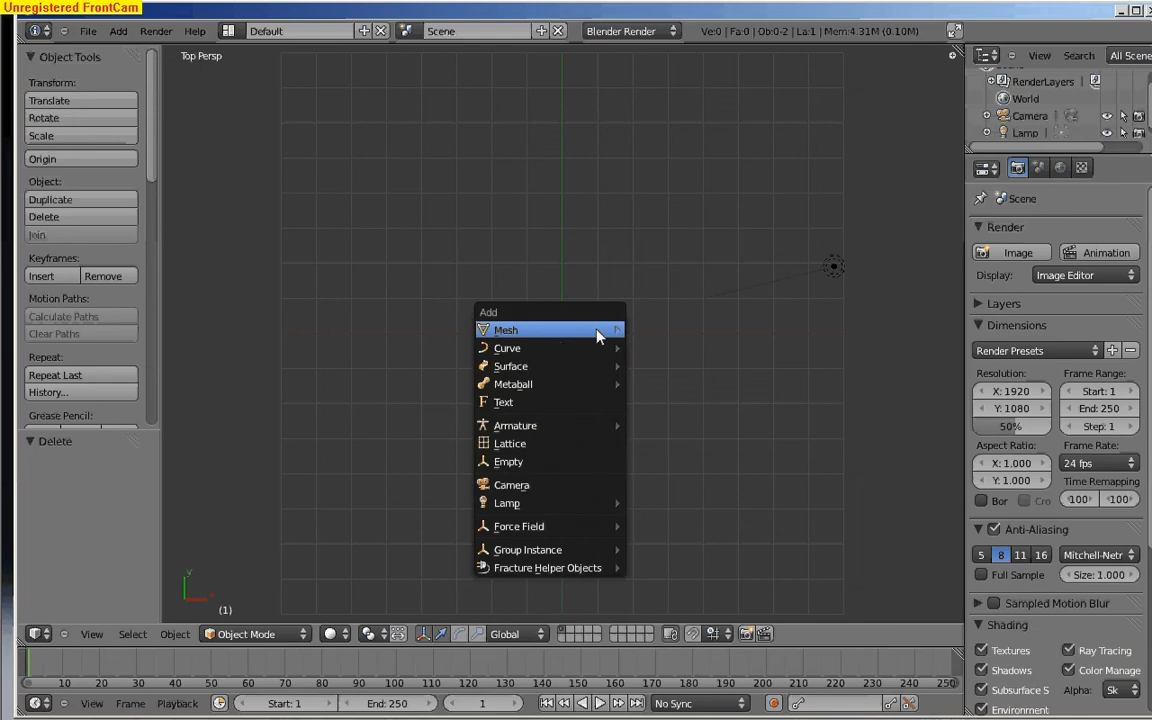 Unregistered FrontCam
File Add Render Help Default Scene Blender Render Ve:0 | Fa:0 | Ob:0-2 | La:1 | Mem:4.31M (0.10M)
Object Tools
Transform:
Translate
Rotate
Scale
Origin
Object:
Duplicate
Delete
Join
Keyframes:
Insert Remove
Motion Paths:
Calculate Paths
Clear Paths
Repeat:
Repeat Last
History...
Grease Pencil:
Delete
Top Persp
Add
Mesh
Curve
Surface
Metaball
Text
Armature
Lattice
Empty
Camera
Lamp
Force Field
Group Instance
Fracture Helper Objects
Y
(1)
View Select Object Object Mode Global
10 20 30 40 50 60 70 80 90 100 110 120 130 140 150 160 170 180 190 200 210 220 230 240 250
View Frame Playback Start: 1 End: 250 1 No Sync
View Search All Scene
RenderLayers
World
Camera
Lamp
Scene
Render
Image Animation
Display: Image Editor
Layers
Dimensions
Render Presets
Resolution: Frame Range:
X: 1920 Start: 1
Y: 1080 End: 250
50% Step: 1
Aspect Ratio: Frame Rate:
X: 1.000 24 fps
Y: 1.000 Time Remapping
Bor Cro 100 100
Anti-Aliasing
5 8 11 16 Mitchell-Netr
Full Sample Size: 1.000
Sampled Motion Blur
Shading
Textures Ray Tracing
Shadows Color Manage
Subsurface S Alpha: Sk
Environment